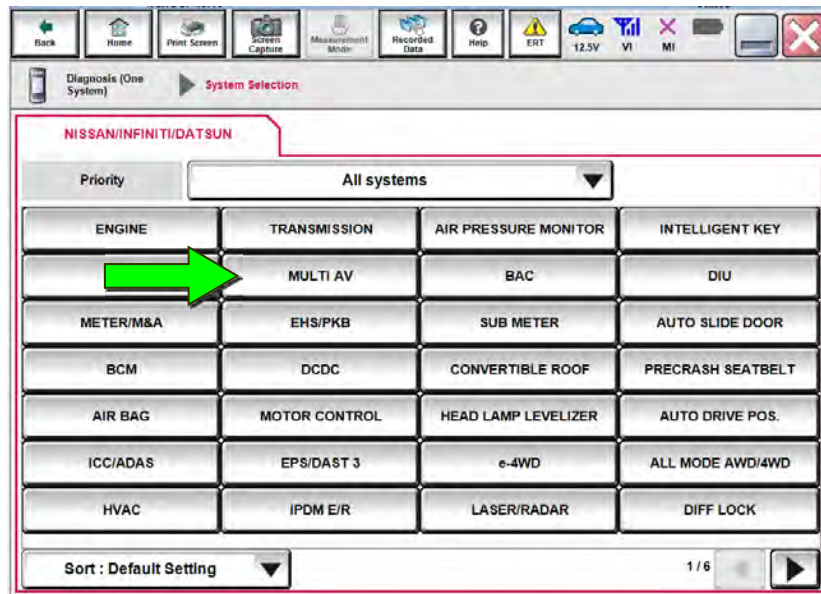 Back
Home
Print Screen
Screen Capture
Measurement Mode
Recorded Data
Help
ERT
12.5V
VI
MI
Diagnosis (One System)
System Selection
NISSAN/INFINITI/DATSUN
Priority
All systems
ENGINE
TRANSMISSION
AIR PRESSURE MONITOR
INTELLIGENT KEY
MULTI AV
BAC
DIU
METER/M&A
EHS/PKB
SUB METER
AUTO SLIDE DOOR
BCM
DCDC
CONVERTIBLE ROOF
PRECRASH SEATBELT
AIR BAG
MOTOR CONTROL
HEAD LAMP LEVELIZER
AUTO DRIVE POS.
ICC/ADAS
EPS/DAST 3
e-4WD
ALL MODE AWD/4WD
HVAC
IPDM E/R
LASER/RADAR
DIFF LOCK
Sort : Default Setting
1/6